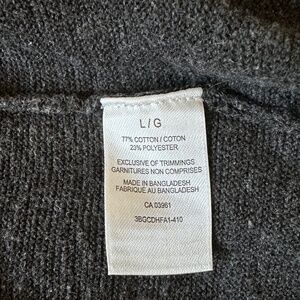 L / G
77% COTTON / COTON
23% POLYESTER
EXCLUSIVE OF TRIMMINGS
GARNITURES NON COMPRISES
MADE IN BANGLADESH
FABRIQUÉ AU BANGLADESH
CA 03961
3BGCDHFA1-410